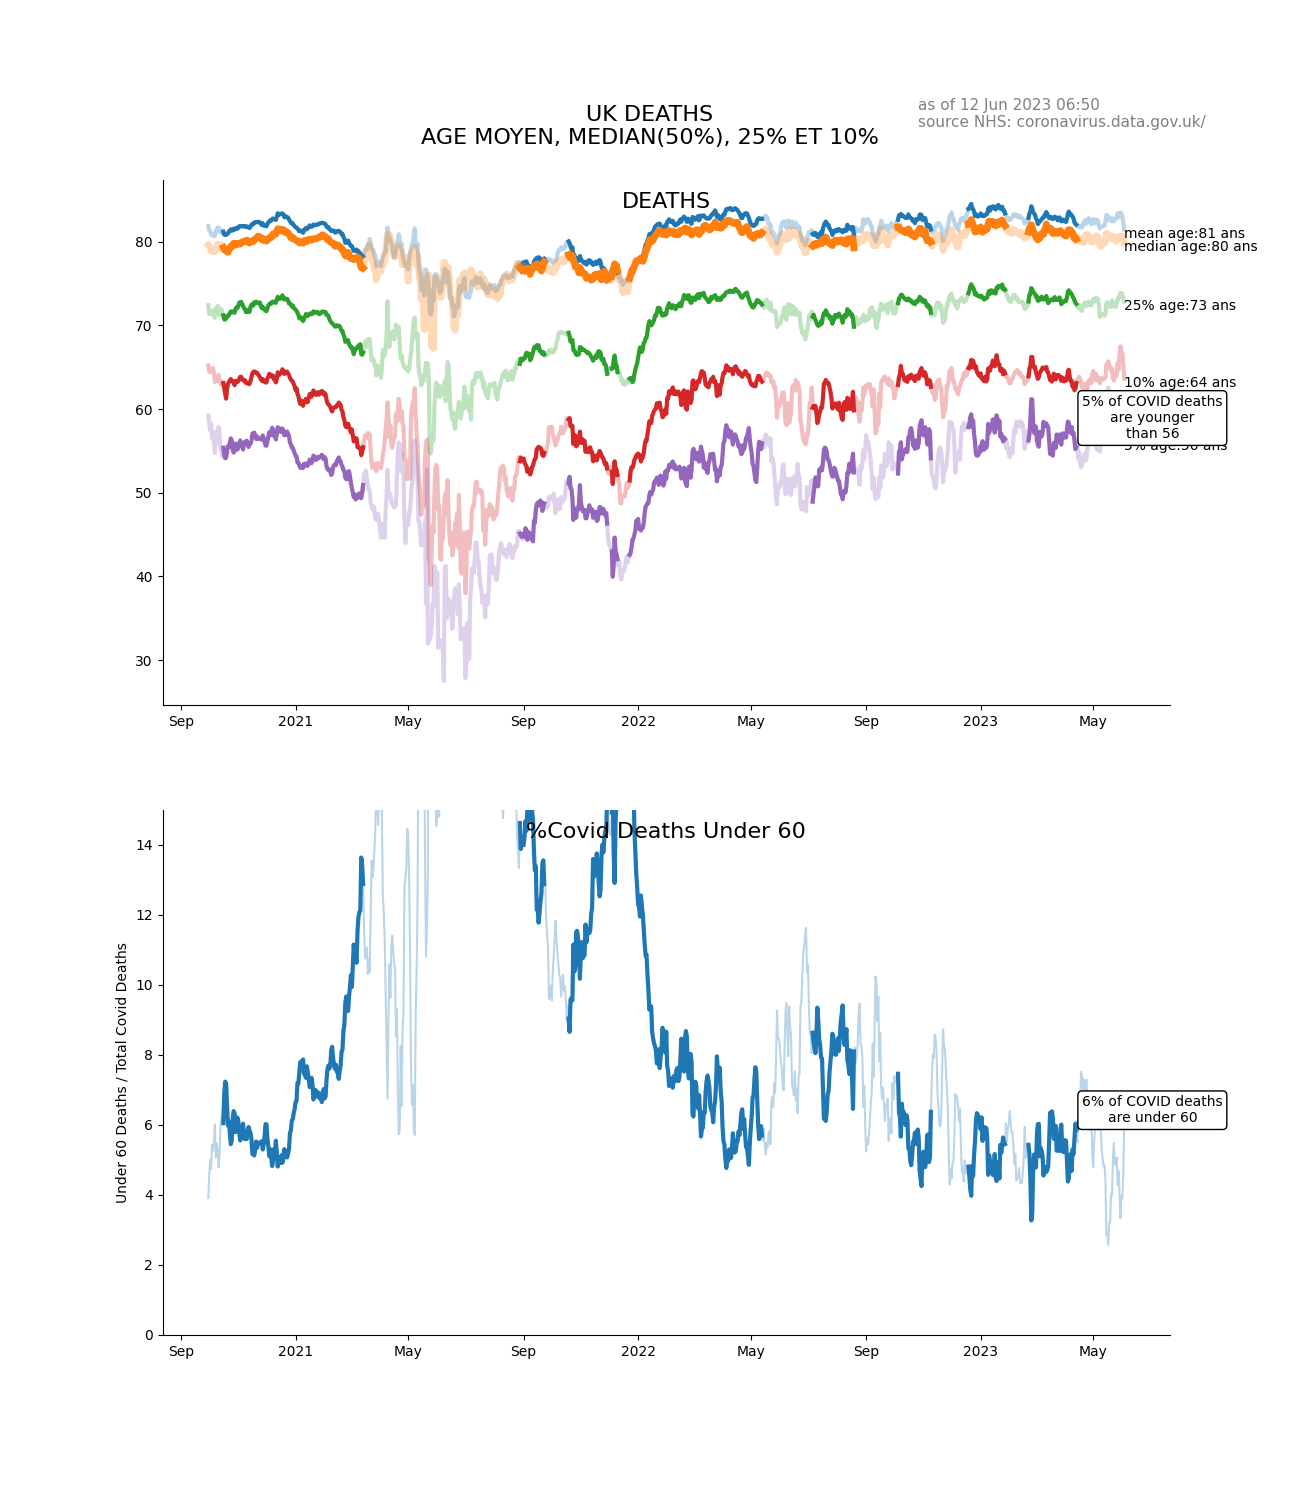 UK DEATHS
AGE MOYEN, MEDIAN(50%), 25% ET 10%
as of 12 Jun 2023 06:50
source NHS: coronavirus.data.gov.uk/
DEATHS
80
70
60
50
40
30
mean age:81 ans
median age:80 ans
25% age:73 ans
10% age:64 ans
5% of COVID deaths
are younger
than 56
5% age:56 ans
Sep 2021 May Sep 2022 May Sep 2023 May
%Covid Deaths Under 60
Under 60 Deaths / Total Covid Deaths
14
12
10
8
6
4
2
0
6% of COVID deaths
are under 60
Sep 2021 May Sep 2022 May Sep 2023 May